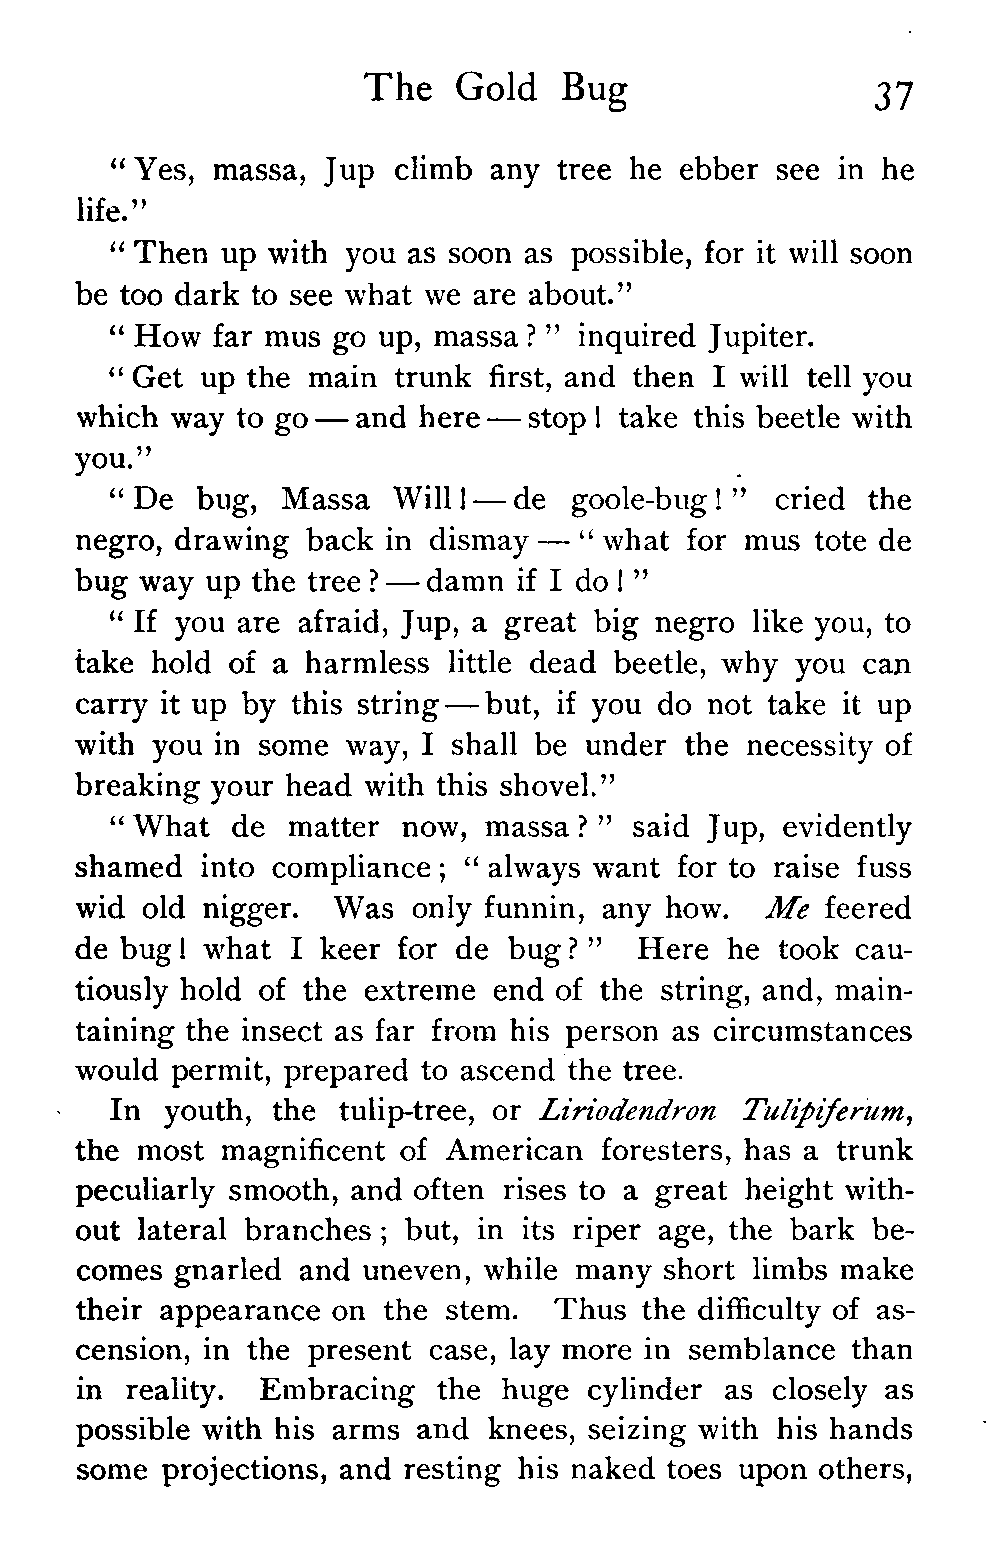 The Gold Bug 37
“Yes, massa, Jup climb any tree he ebber see in he
life.”
“Then up with you as soon as possible, for it will soon
be too dark to see what we are about.”
“How far mus go up, massa?” inquired Jupiter.
“Get up the main trunk first, and then I will tell you
which way to go — and here — stop! take this beetle with
you.”
“De bug, Massa Will! — de goole-bug!” cried the
negro, drawing back in dismay — “what for mus tote de
bug way up the tree? — damn if I do!”
“If you are afraid, Jup, a great big negro like you, to
take hold of a harmless little dead beetle, why you can
carry it up by this string — but, if you do not take it up
with you in some way, I shall be under the necessity of
breaking your head with this shovel.”
“What de matter now, massa?” said Jup, evidently
shamed into compliance; “always want for to raise fuss
wid old nigger. Was only funnin, any how. Me feered
de bug! what I keer for de bug?” Here he took cau-
tiously hold of the extreme end of the string, and, main-
taining the insect as far from his person as circumstances
would permit, prepared to ascend the tree.
In youth, the tulip-tree, or Liriodendron Tulipiferum,
the most magnificent of American foresters, has a trunk
peculiarly smooth, and often rises to a great height with-
out lateral branches; but, in its riper age, the bark be-
comes gnarled and uneven, while many short limbs make
their appearance on the stem. Thus the difficulty of as-
cension, in the present case, lay more in semblance than
in reality. Embracing the huge cylinder as closely as
possible with his arms and knees, seizing with his hands
some projections, and resting his naked toes upon others,